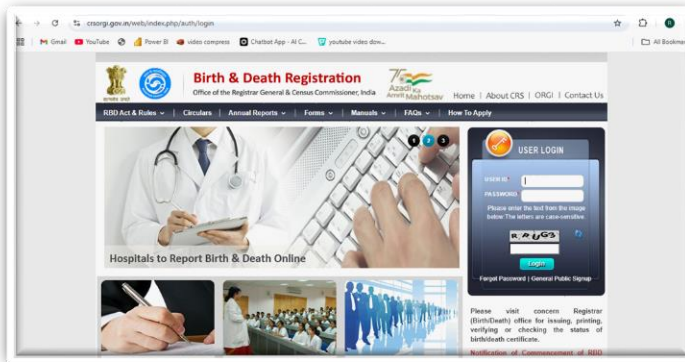 crsorgi.gov.in/web/index.php/auth/login
Gmail YouTube Power BI video compress Chatbot App - AI C... youtube video dow... All Bookmar
Birth & Death Registration
Office of the Registrar General & Census Commissioner, India
Azadi Ka
Amrit Mahotsav
Home | About CRS | ORGI | Contact Us
RBD Act & Rules | Circulars | Annual Reports | Forms | Manuals | FAQs | How To Apply
1 2 3
Hospitals to Report Birth & Death Online
USER LOGIN
USER ID*
PASSWORD*
Please enter the text from the image
below The letters are case-sensitive.
Login
Forgot Password | General Public Signup
Please visit concern Registrar
(Birth/Death) office for issuing, printing,
verifying or checking the status of
birth/death certificate.
Notification of Commencement of RBD